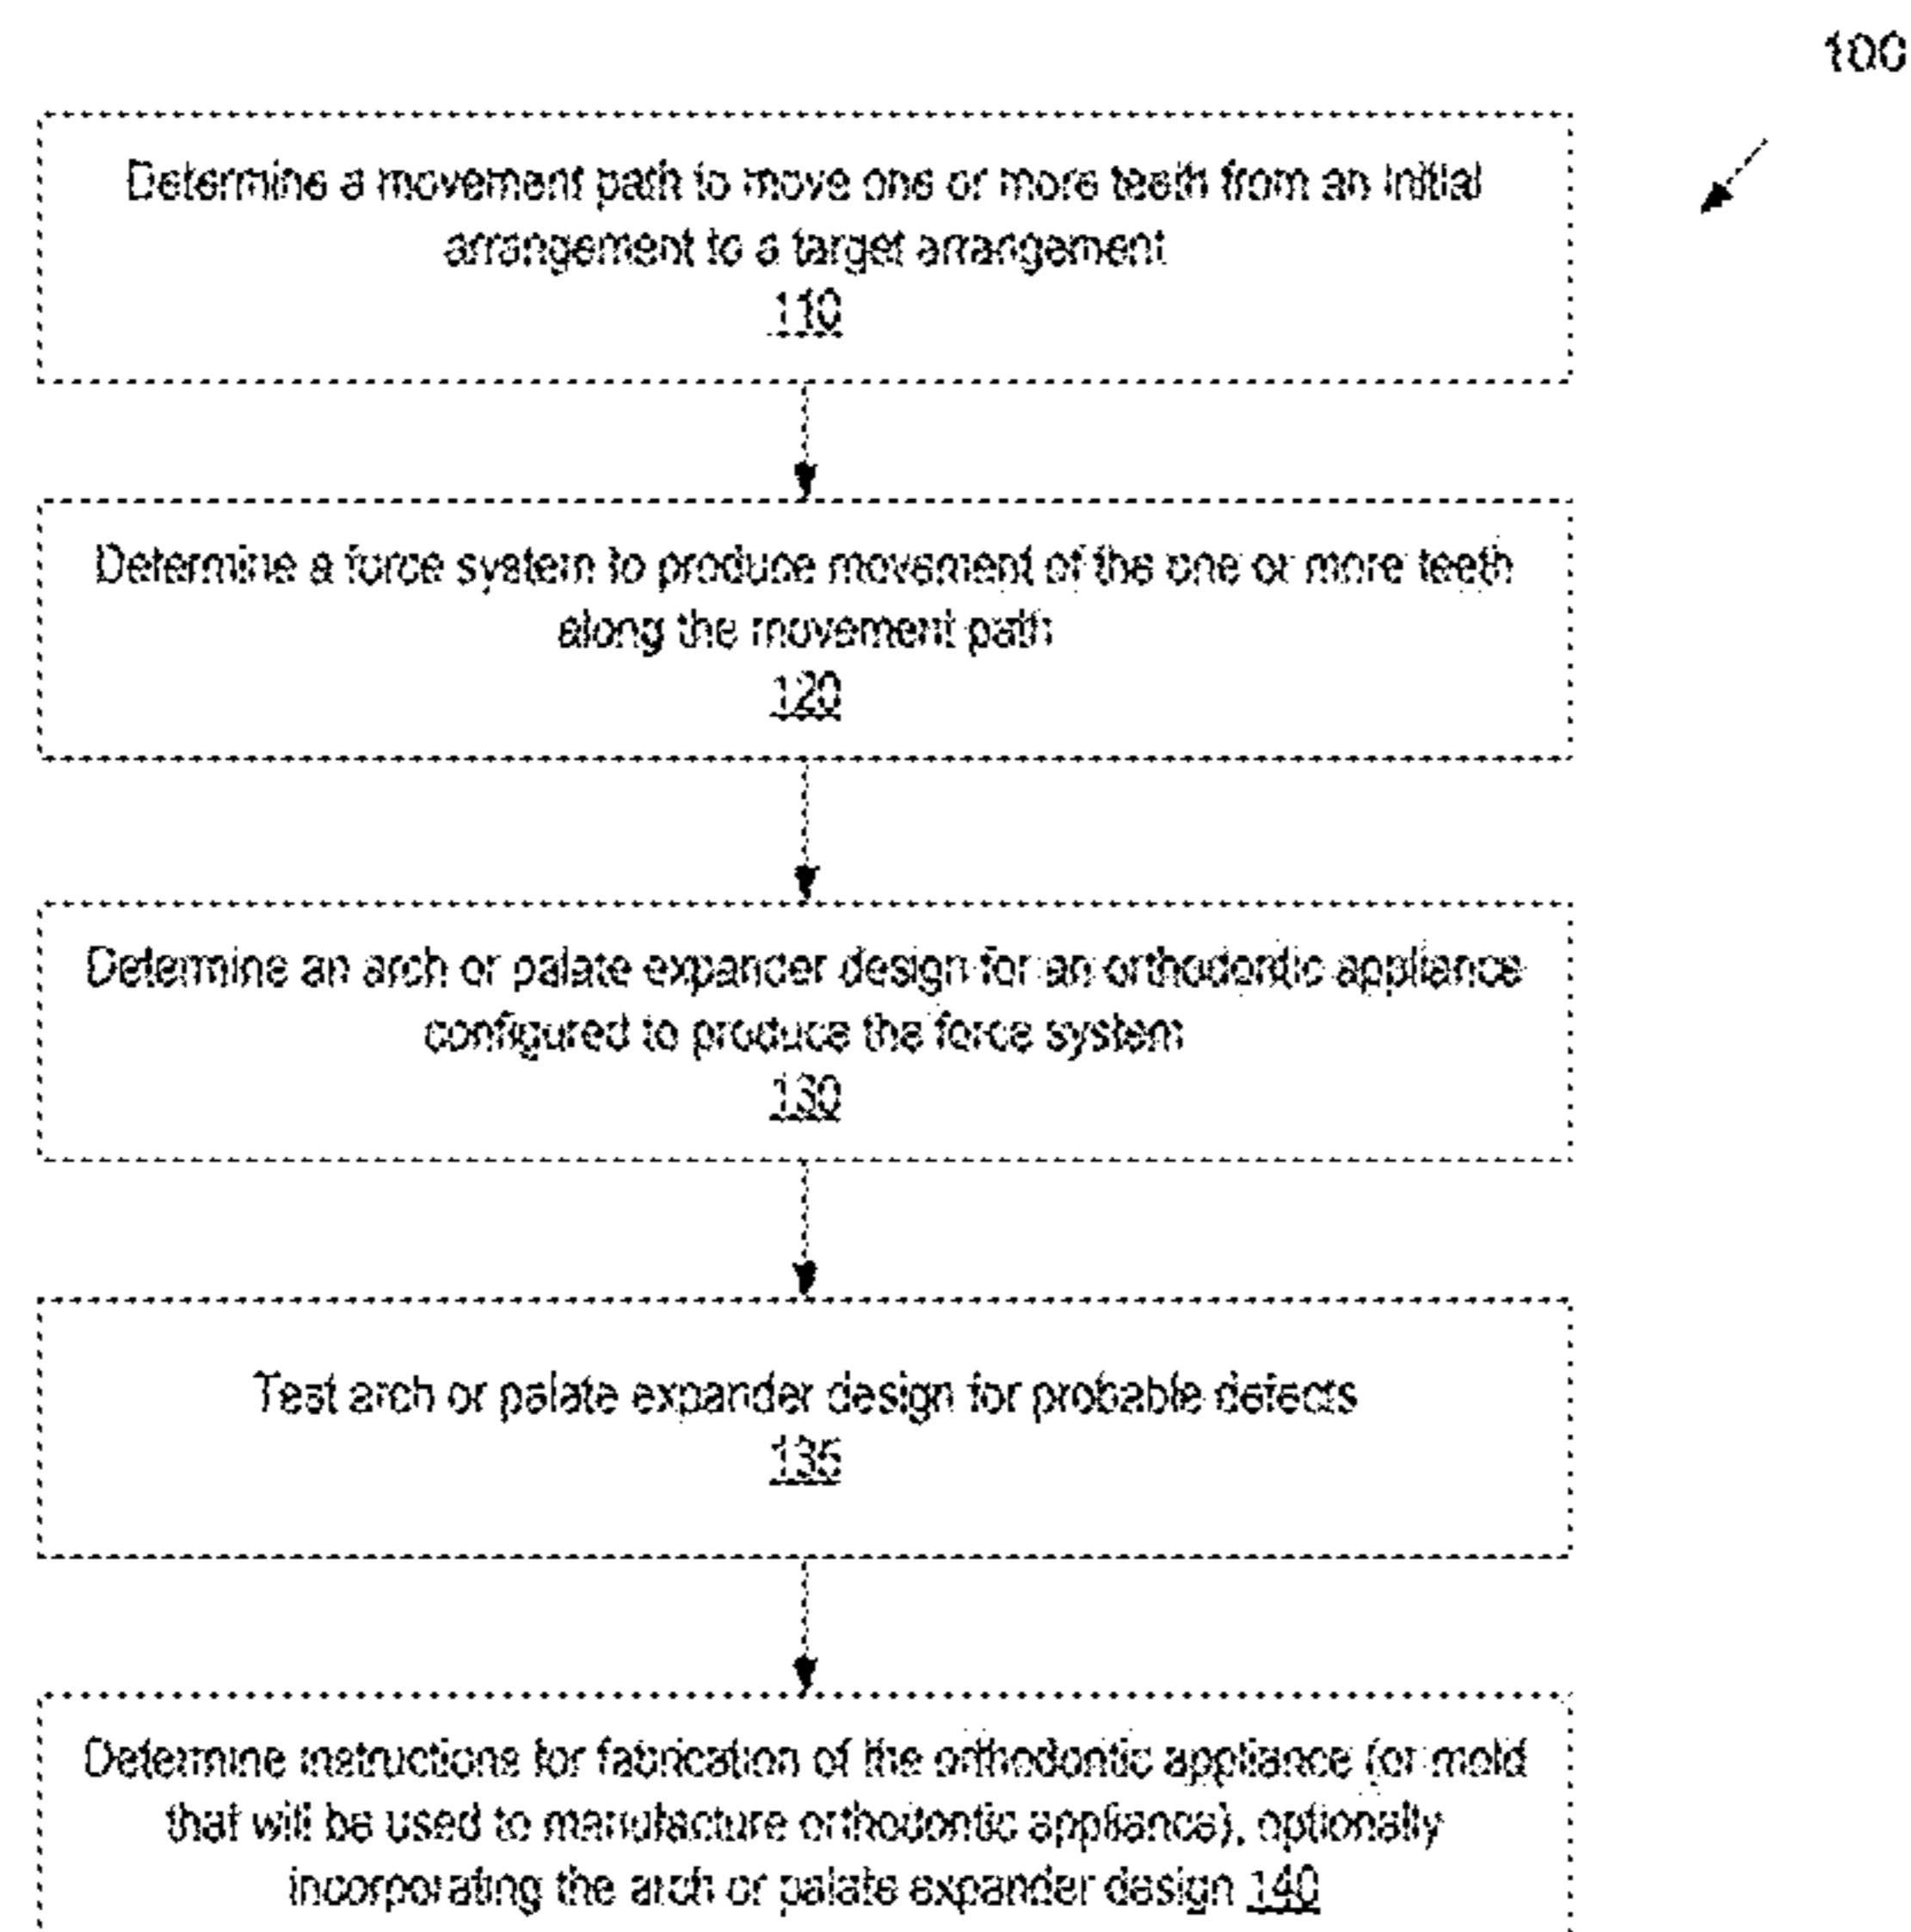 100
Determine a movement path to move one or more teeth from an initial
arrangement to a target arrangement
110
Determine a force system to produce movement of the one or more teeth
along the movement path
120
Determine an arch or palate expander design for an orthodontic appliance
configured to produce the force system
130
Test arch or palate expander design for probable defects
135
Determine instructions for fabrication of the orthodontic appliance (or mold
that will be used to manufacture orthodontic appliance), optionally
incorporating the arch or palate expander design 140